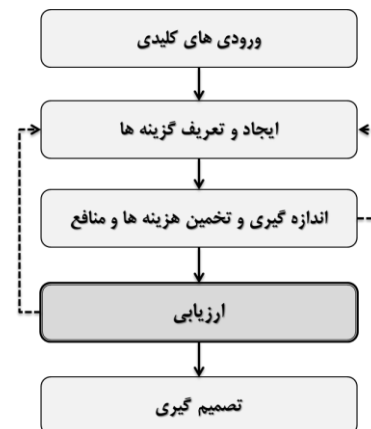 ورودی های کلیدی
ایجاد و تعریف گزینه ها
اندازه گیری و تخمین هزینه ها و منافع
ارزیابی
تصمیم گیری